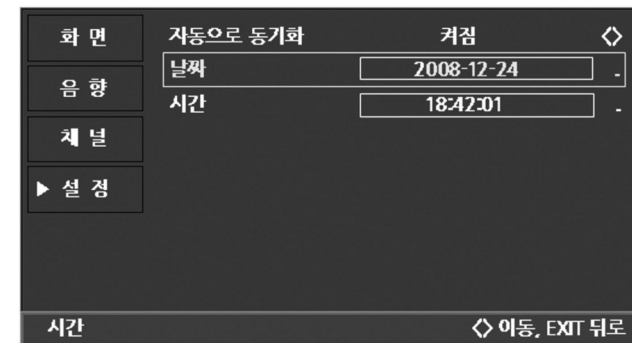 화 면
음 향
채 널
▶ 설 정
자동으로 동기화 켜짐 <>
날짜 2008-12-24 .
시간 18:42:01 .
시간 <> 이동, EXIT 뒤로